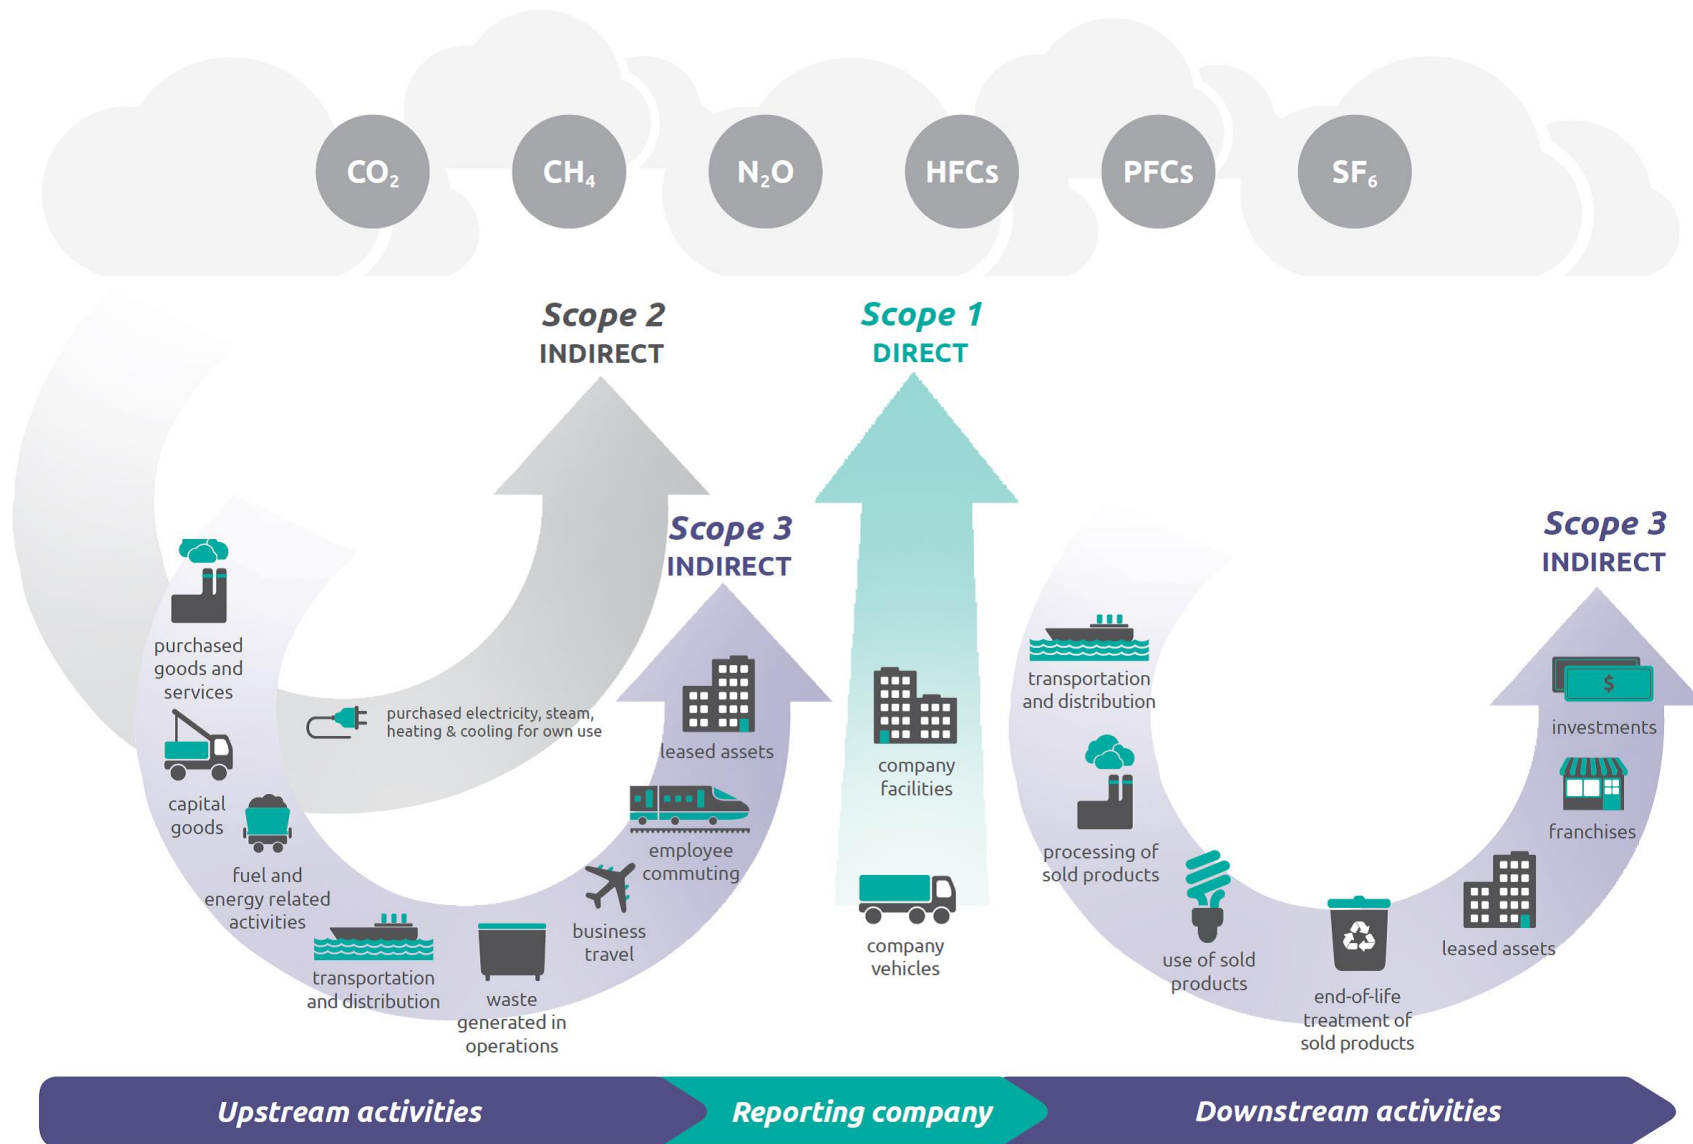 CO₂
CH₄
N₂O
HFCs
PFCs
SF₆
Scope 2
INDIRECT
Scope 1
DIRECT
Scope 3
INDIRECT
Scope 3
INDIRECT
purchased
goods and
services
capital
goods
fuel and
energy related
activities
transportation
and distribution
waste
generated in
operations
business
travel
employee
commuting
leased assets
purchased electricity, steam,
heating & cooling for own use
company
facilities
company
vehicles
transportation
and distribution
processing of
sold products
use of sold
products
end-of-life
treatment of
sold products
leased assets
franchises
$
investments
Upstream activities
Reporting company
Downstream activities